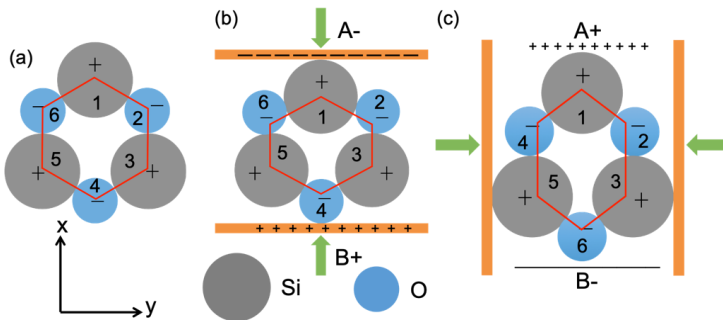 (a)
+
1
−
6
−
2
5
+
3
+
4
−
x
y
(b)
A-
— — — — — — — — — —
+
1
6
−
2
−
5
+
3
+
4
−
+ + + + + + + + + +
B+
Si
O
(c)
A+
+ + + + + + + + + +
+
1
−
4
−
2
5
+
3
+
−
6
B-